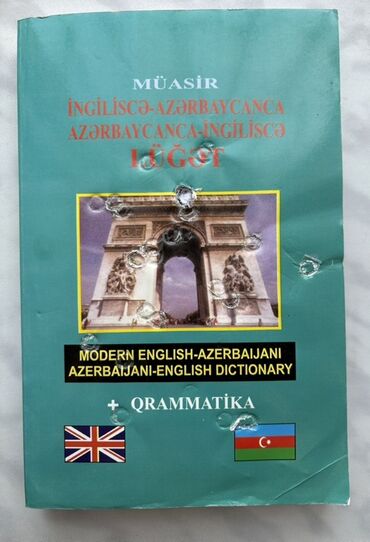 MÜASİR
İNGİLİSCƏ-AZƏRBAYCANCA
AZƏRBAYCANCA-İNGİLİSCƏ
LÜĞƏT
MODERN ENGLISH-AZERBAIJANI
AZERBAIJANI-ENGLISH DICTIONARY
+ QRAMMATİKA